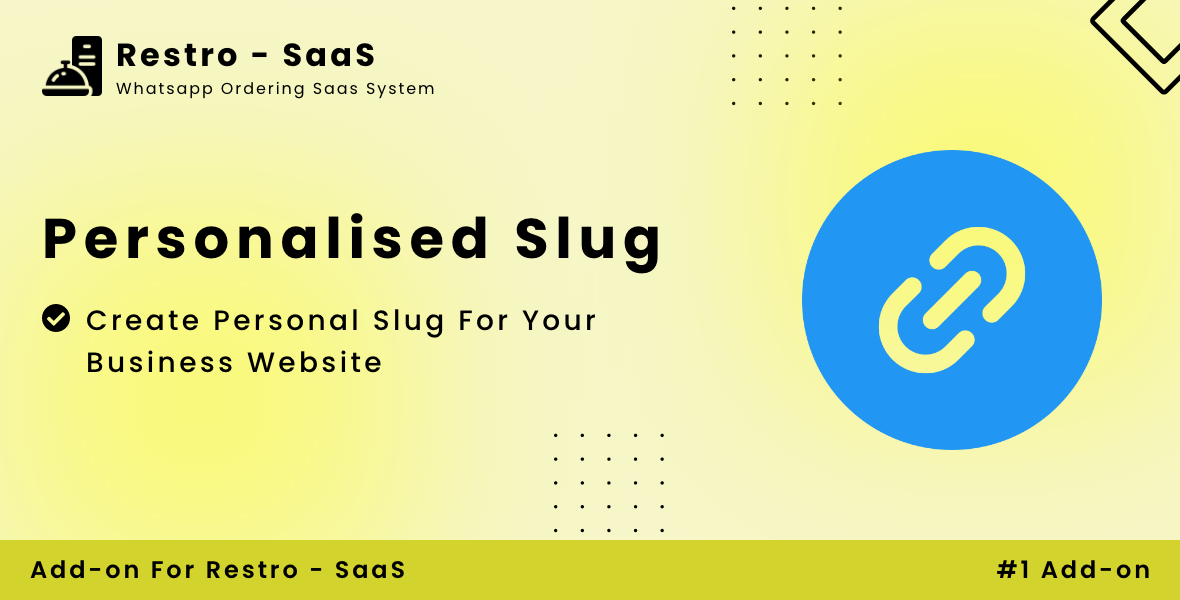 Restro - SaaS
Whatsapp Ordering Saas System
Personalised Slug
Create Personal Slug For Your
Business Website
Add-on For Restro - SaaS
#1 Add-on